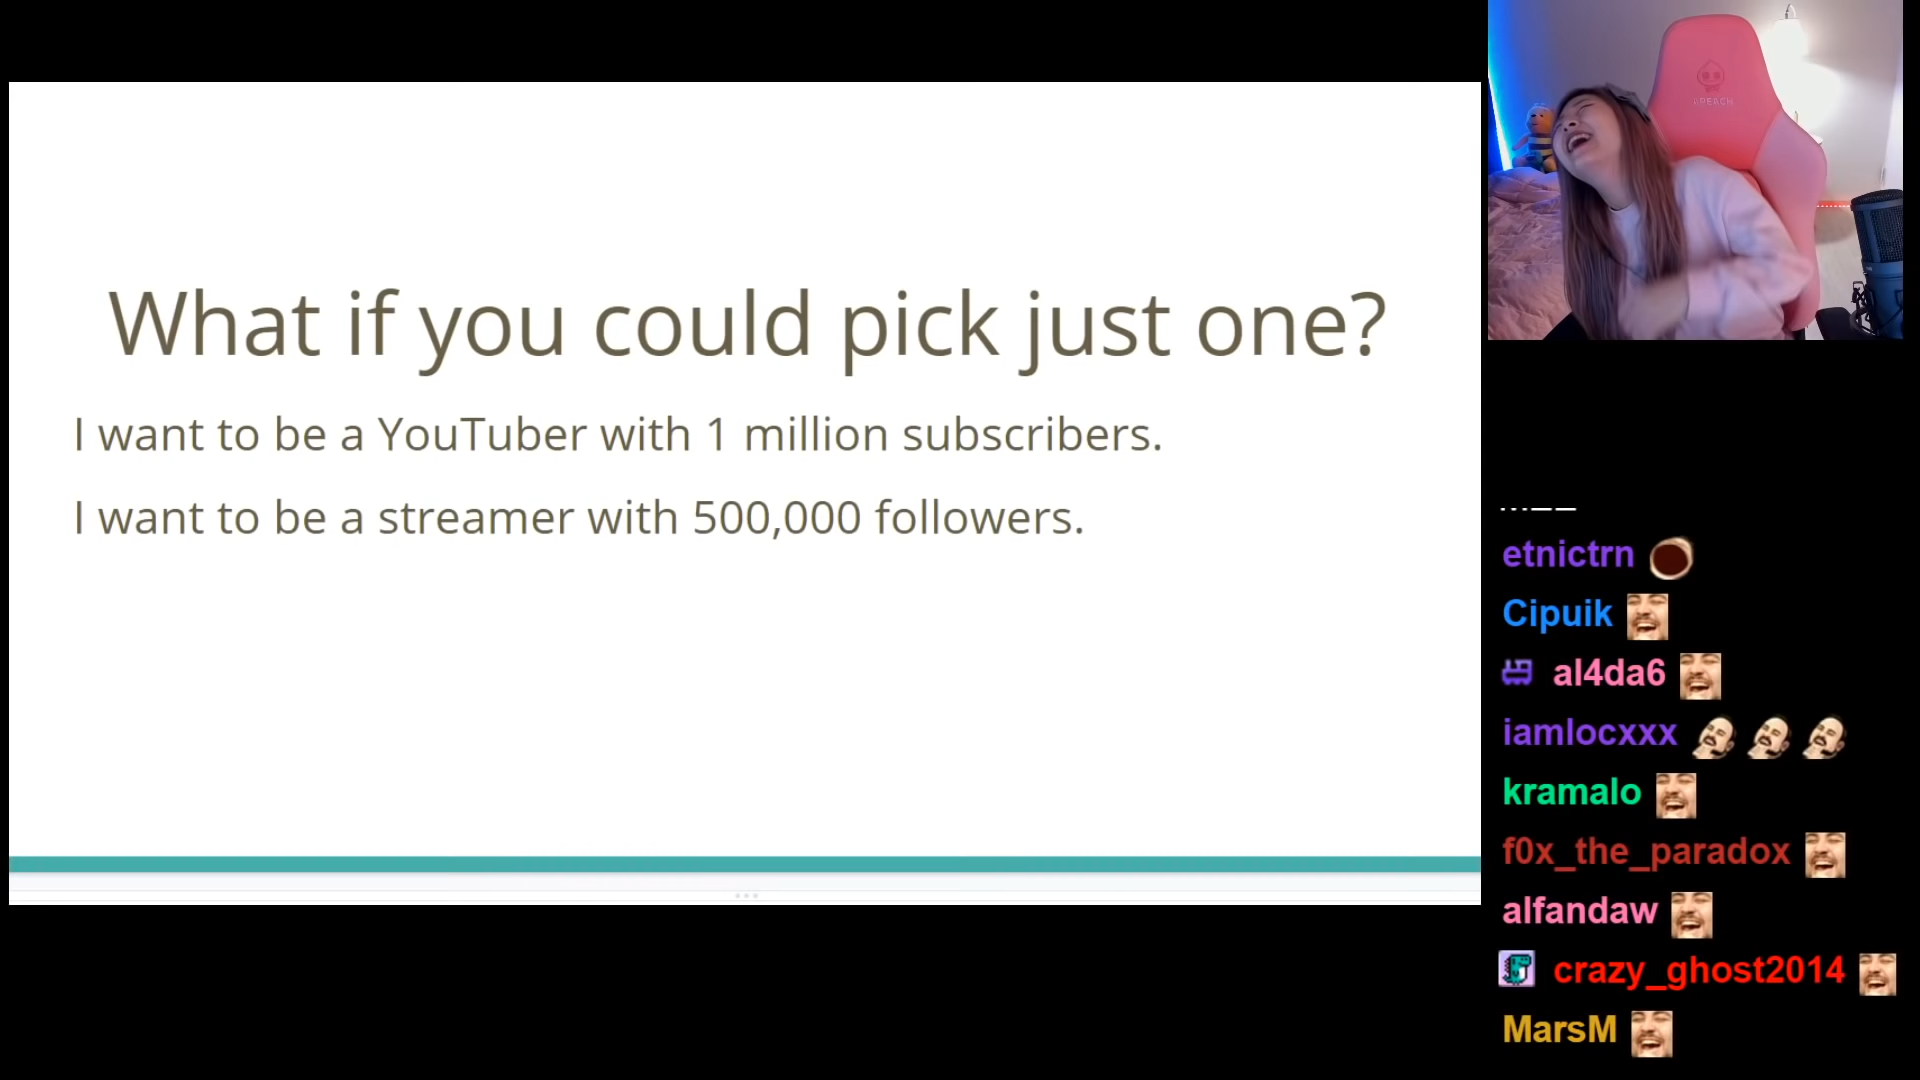 What if you could pick just one?
I want to be a YouTuber with 1 million subscribers.
I want to be a streamer with 500,000 followers.
APEACH
etnictrn
Cipuik
al4da6
iamlocxxx
kramalo
f0x_the_paradox
alfandaw
crazy_ghost2014
MarsM